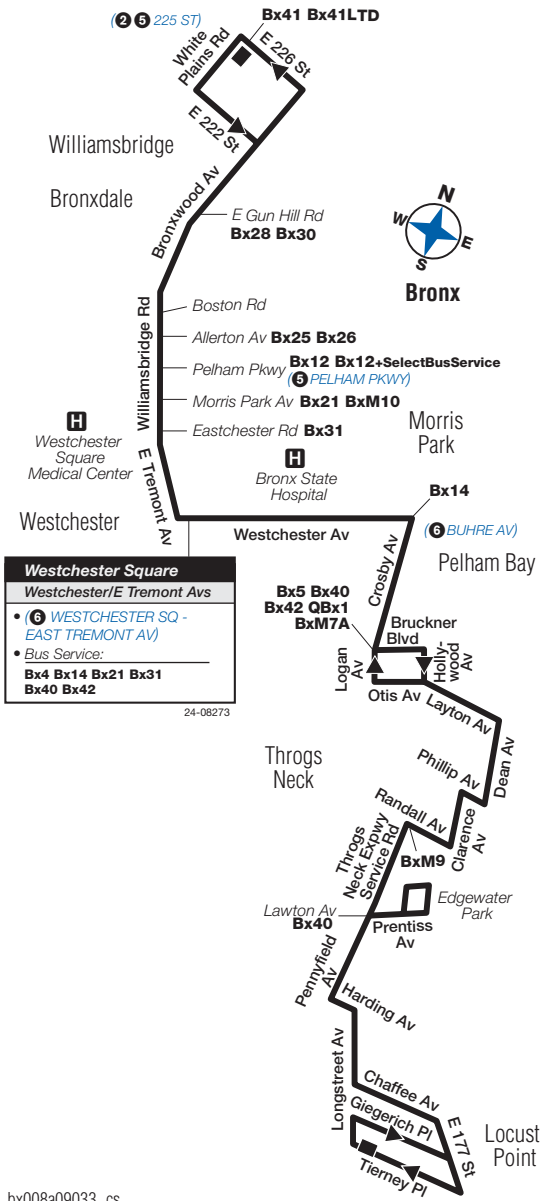 (2 5 225 ST)
Bx41 Bx41LTD
White
Plains Rd
E 226 St
E 222 St
Williamsbridge
Bronxdale
Bronxwood Av
E Gun Hill Rd
Bx28 Bx30
N
W
E
S
Bronx
Williamsbridge Rd
Boston Rd
Allerton Av Bx25 Bx26
Pelham Pkwy Bx12 Bx12+SelectBusService
(5 PELHAM PKWY)
Morris Park Av Bx21 BxM10
Eastchester Rd Bx31
Morris
Park
H
Westchester
Square
Medical Center
H
Bronx State
Hospital
E Tremont Av
Westchester
Westchester Av
Bx14
(6 BUHRE AV)
Pelham Bay
Crosby Av
Westchester Square
Westchester/E Tremont Avs
• (6 WESTCHESTER SQ -
EAST TREMONT AV)
• Bus Service:
Bx4 Bx14 Bx21 Bx31
Bx40 Bx42
24-08273
Bx5 Bx40
Bx42 QBx1
BxM7A
Bruckner
Blvd
Logan
Av
Holly-
wood
Av
Otis Av
Layton Av
Dean Av
Throgs
Neck
Phillip Av
Clarence
Av
Randall Av
BxM9
Throgs
Neck Expwy
Service Rd
Edgewater
Park
Lawton Av
Bx40
Prentiss
Av
Pennyfield
Av
Harding Av
Longstreet Av
Chaffee Av
Giegerich Pl
E 177 St
Locust
Point
Tierney Pl
bx008a09033_cs